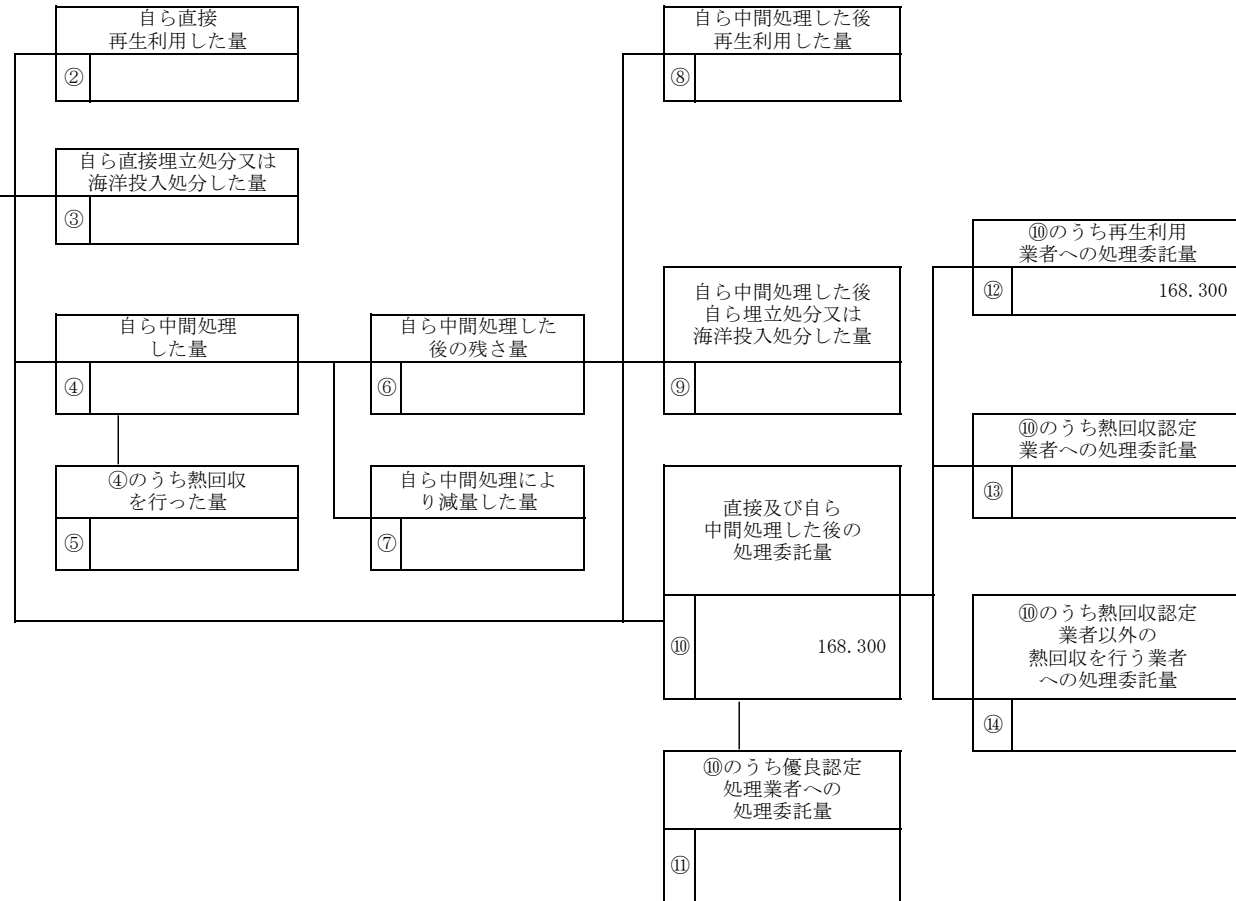 自ら直接
再生利用した量
②
自ら中間処理した後
再生利用した量
⑧
自ら直接埋立処分又は
海洋投入処分した量
③
⑩のうち再生利用
業者への処理委託量
⑫ 168.300
自ら中間処理
した量
④
自ら中間処理した
後の残さ量
⑥
自ら中間処理した後
自ら埋立処分又は
海洋投入処分した量
⑨
⑩のうち熱回収認定
業者への処理委託量
⑬
④のうち熱回収
を行った量
⑤
自ら中間処理によ
り減量した量
⑦
直接及び自ら
中間処理した後の
処理委託量
⑩ 168.300
⑩のうち熱回収認定
業者以外の
熱回収を行う業者
への処理委託量
⑭
⑩のうち優良認定
処理業者への
処理委託量
⑪